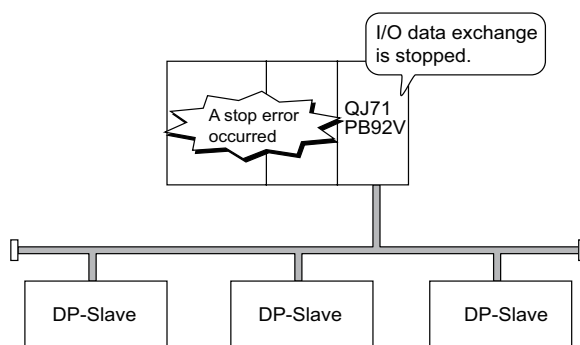 I/O data exchange
is stopped.
A stop error
occurred
QJ71
PB92V
DP-Slave
DP-Slave
DP-Slave